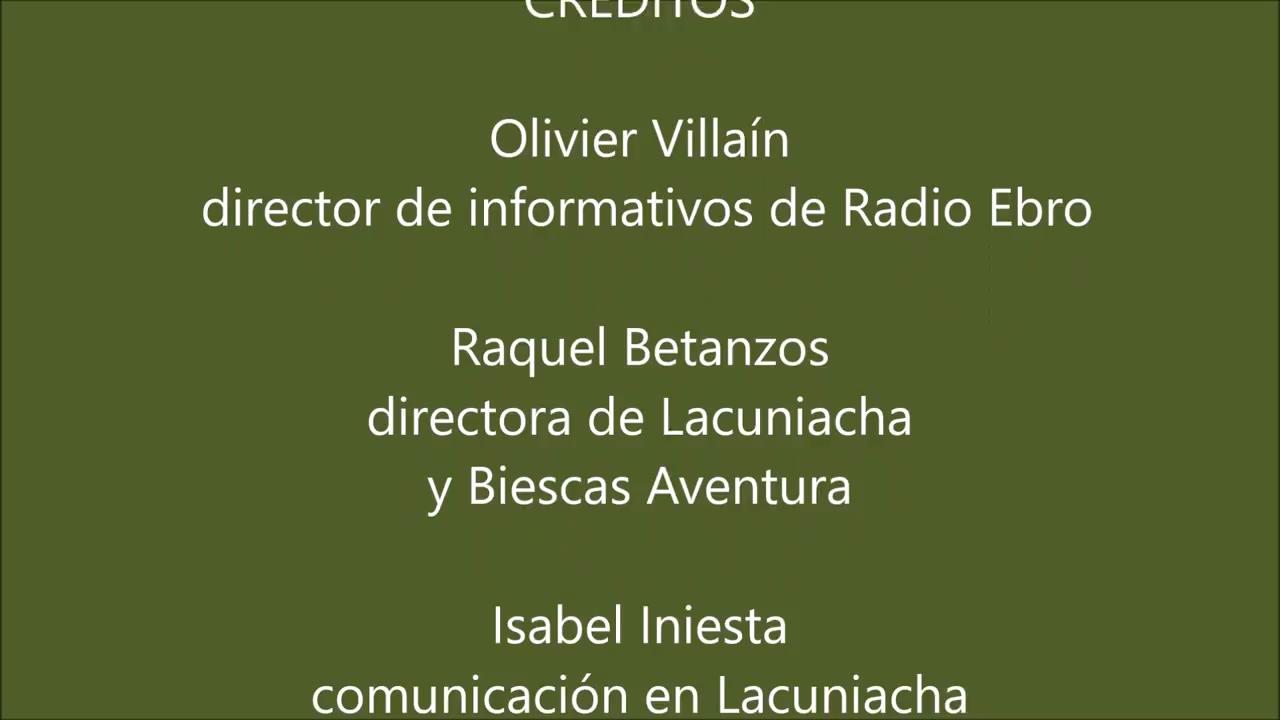 CRÉDITOS
Olivier Villaín
director de informativos de Radio Ebro
Raquel Betanzos
directora de Lacuniacha
y Biescas Aventura
Isabel Iniesta
comunicación en Lacuniacha